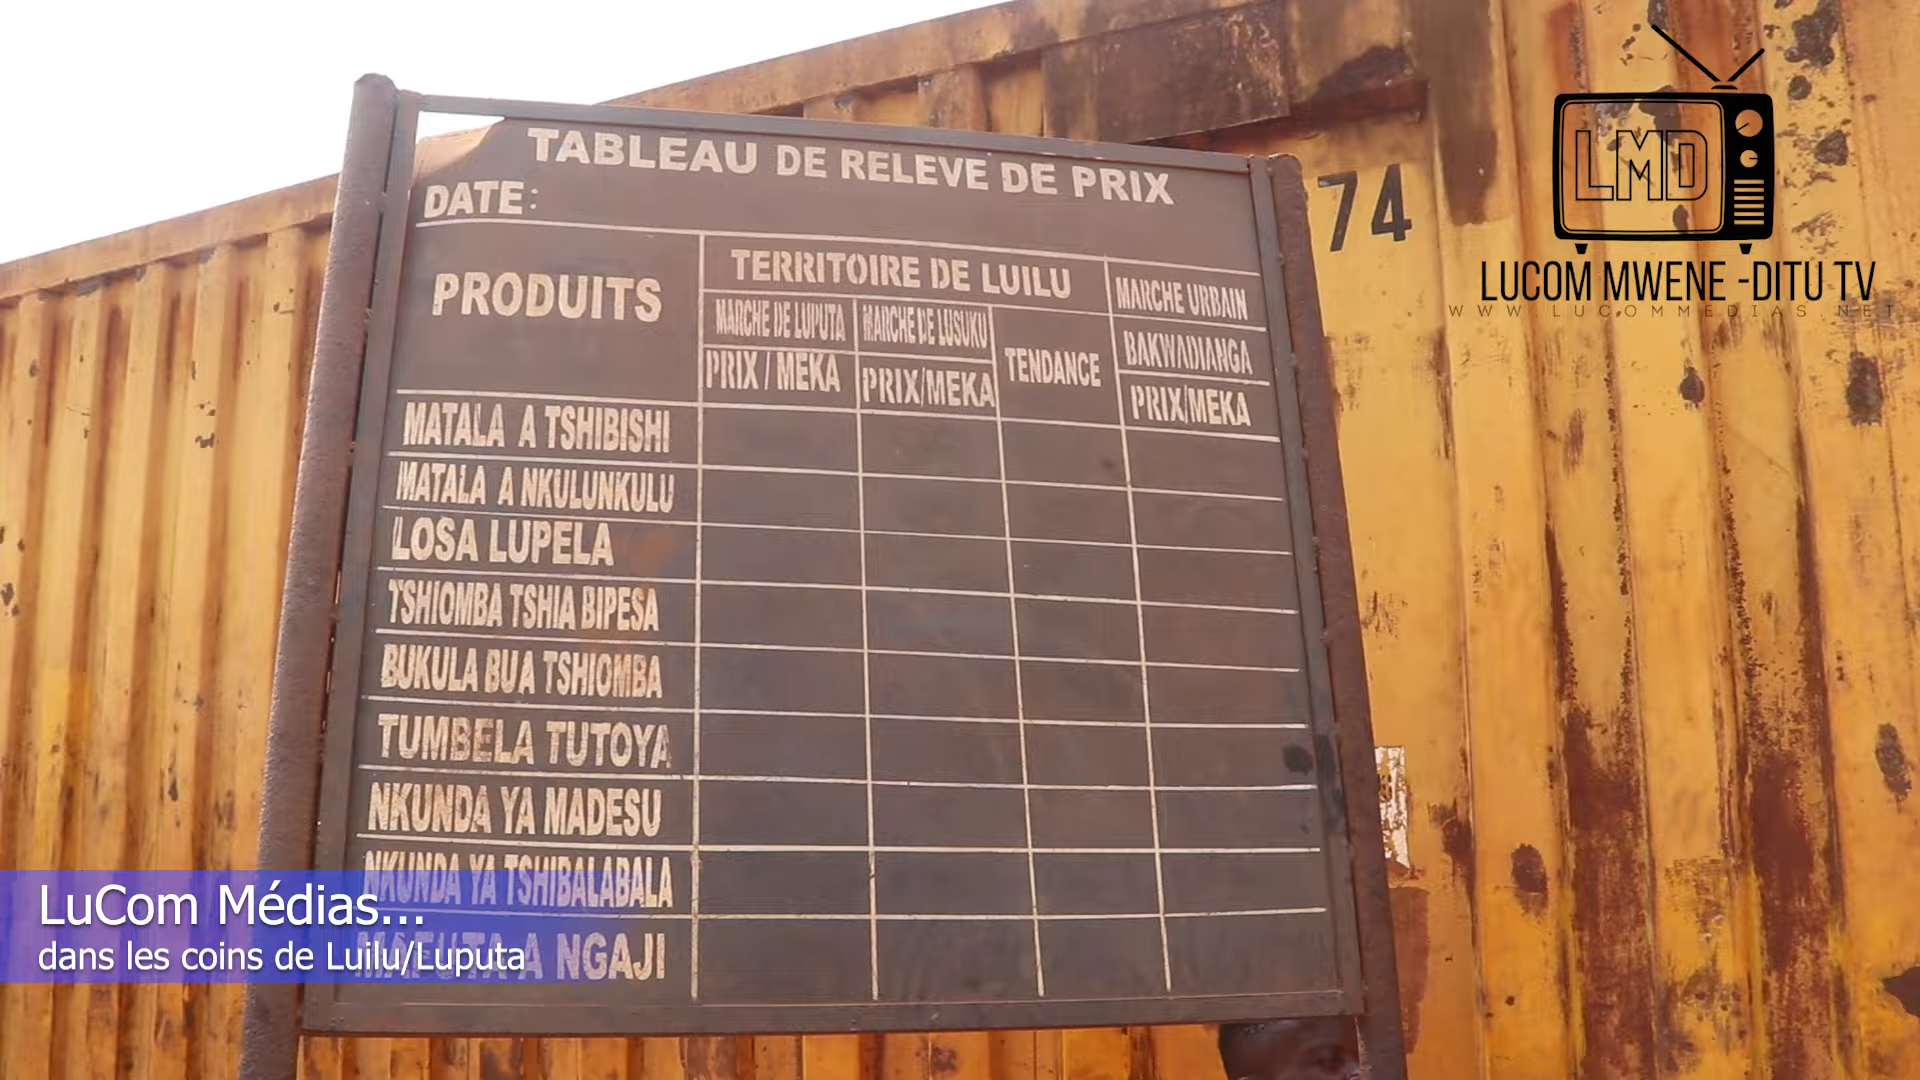 TABLEAU DE RELEVE DE PRIX
DATE:
PRODUITS
TERRITOIRE DE LUILU
MARCHE URBAIN
MARCHE DE LUPUTA
MARCHE DE LUSUKU
TENDANCE
BAKWADIANGA
PRIX / MEKA
PRIX/MEKA
PRIX/MEKA
MATALA A TSHIBISHI
MATALA A NKULUNKULU
LOSA LUPELA
TSHIOMBA TSHIA BIPESA
BUKULA BUA TSHIOMBA
TUMBELA TUTOYA
NKUNDA YA MADESU
NKUNDA YA TSHIBALABALA
MAFUTA A NGAJI
74
LMD
LUCOM MWENE -DITU TV
WWW.LUCOMMEDIAS.NET
LuCom Médias...
dans les coins de Luilu/Luputa